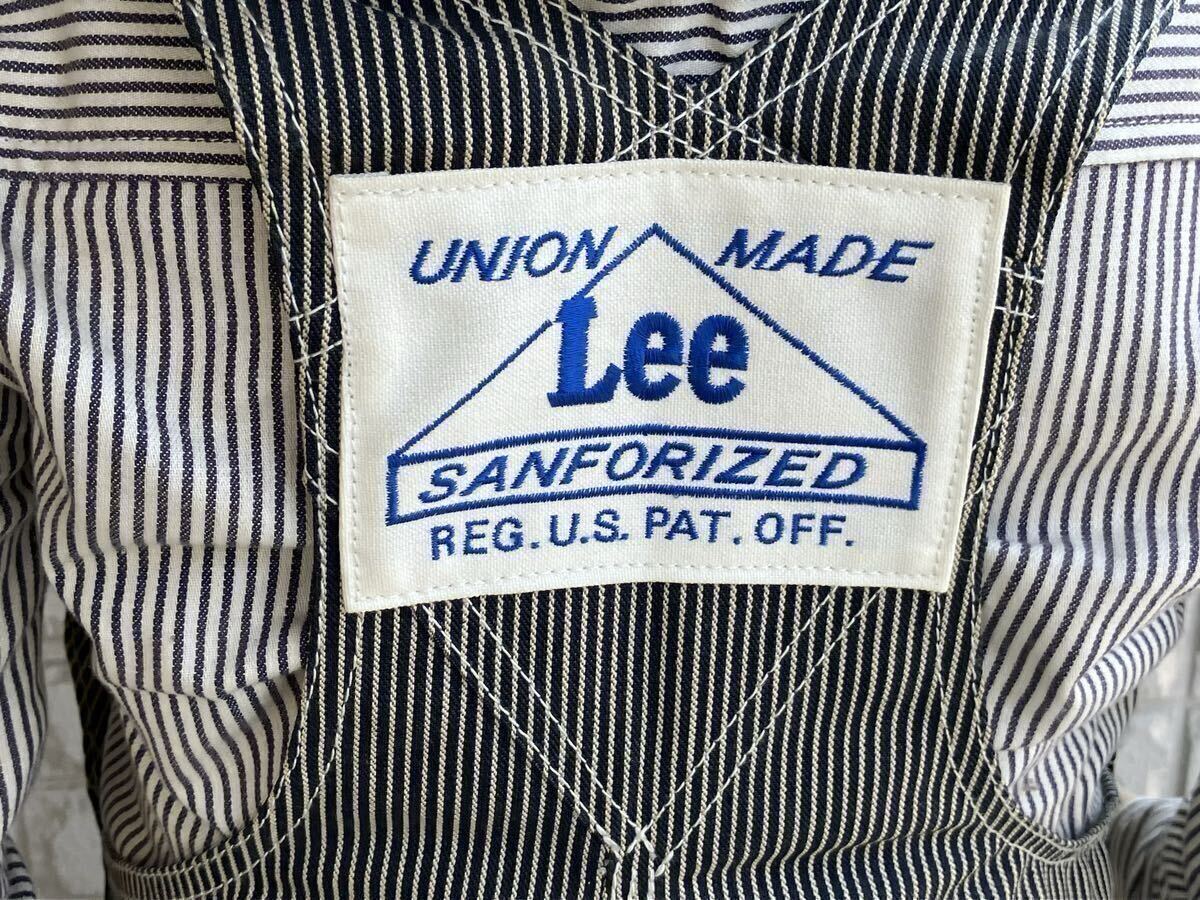 UNION MADE
Lee
SANFORIZED
REG. U.S. PAT. OFF.